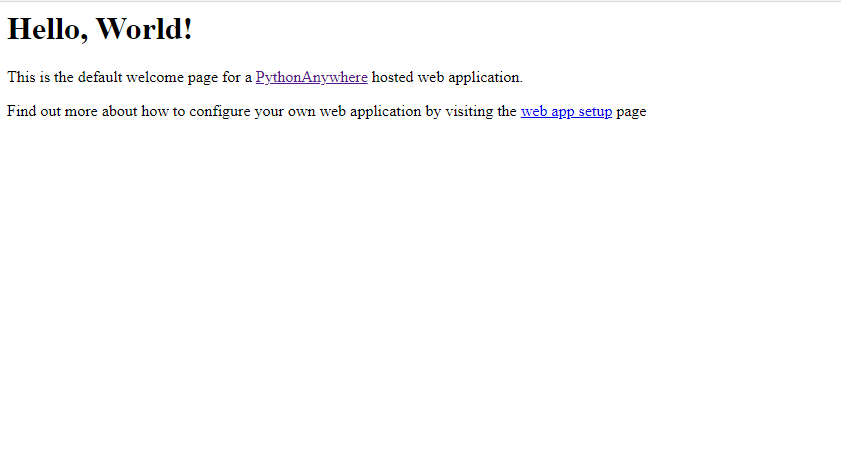 Hello, World!
This is the default welcome page for a PythonAnywhere hosted web application.
Find out more about how to configure your own web application by visiting the web app setup page